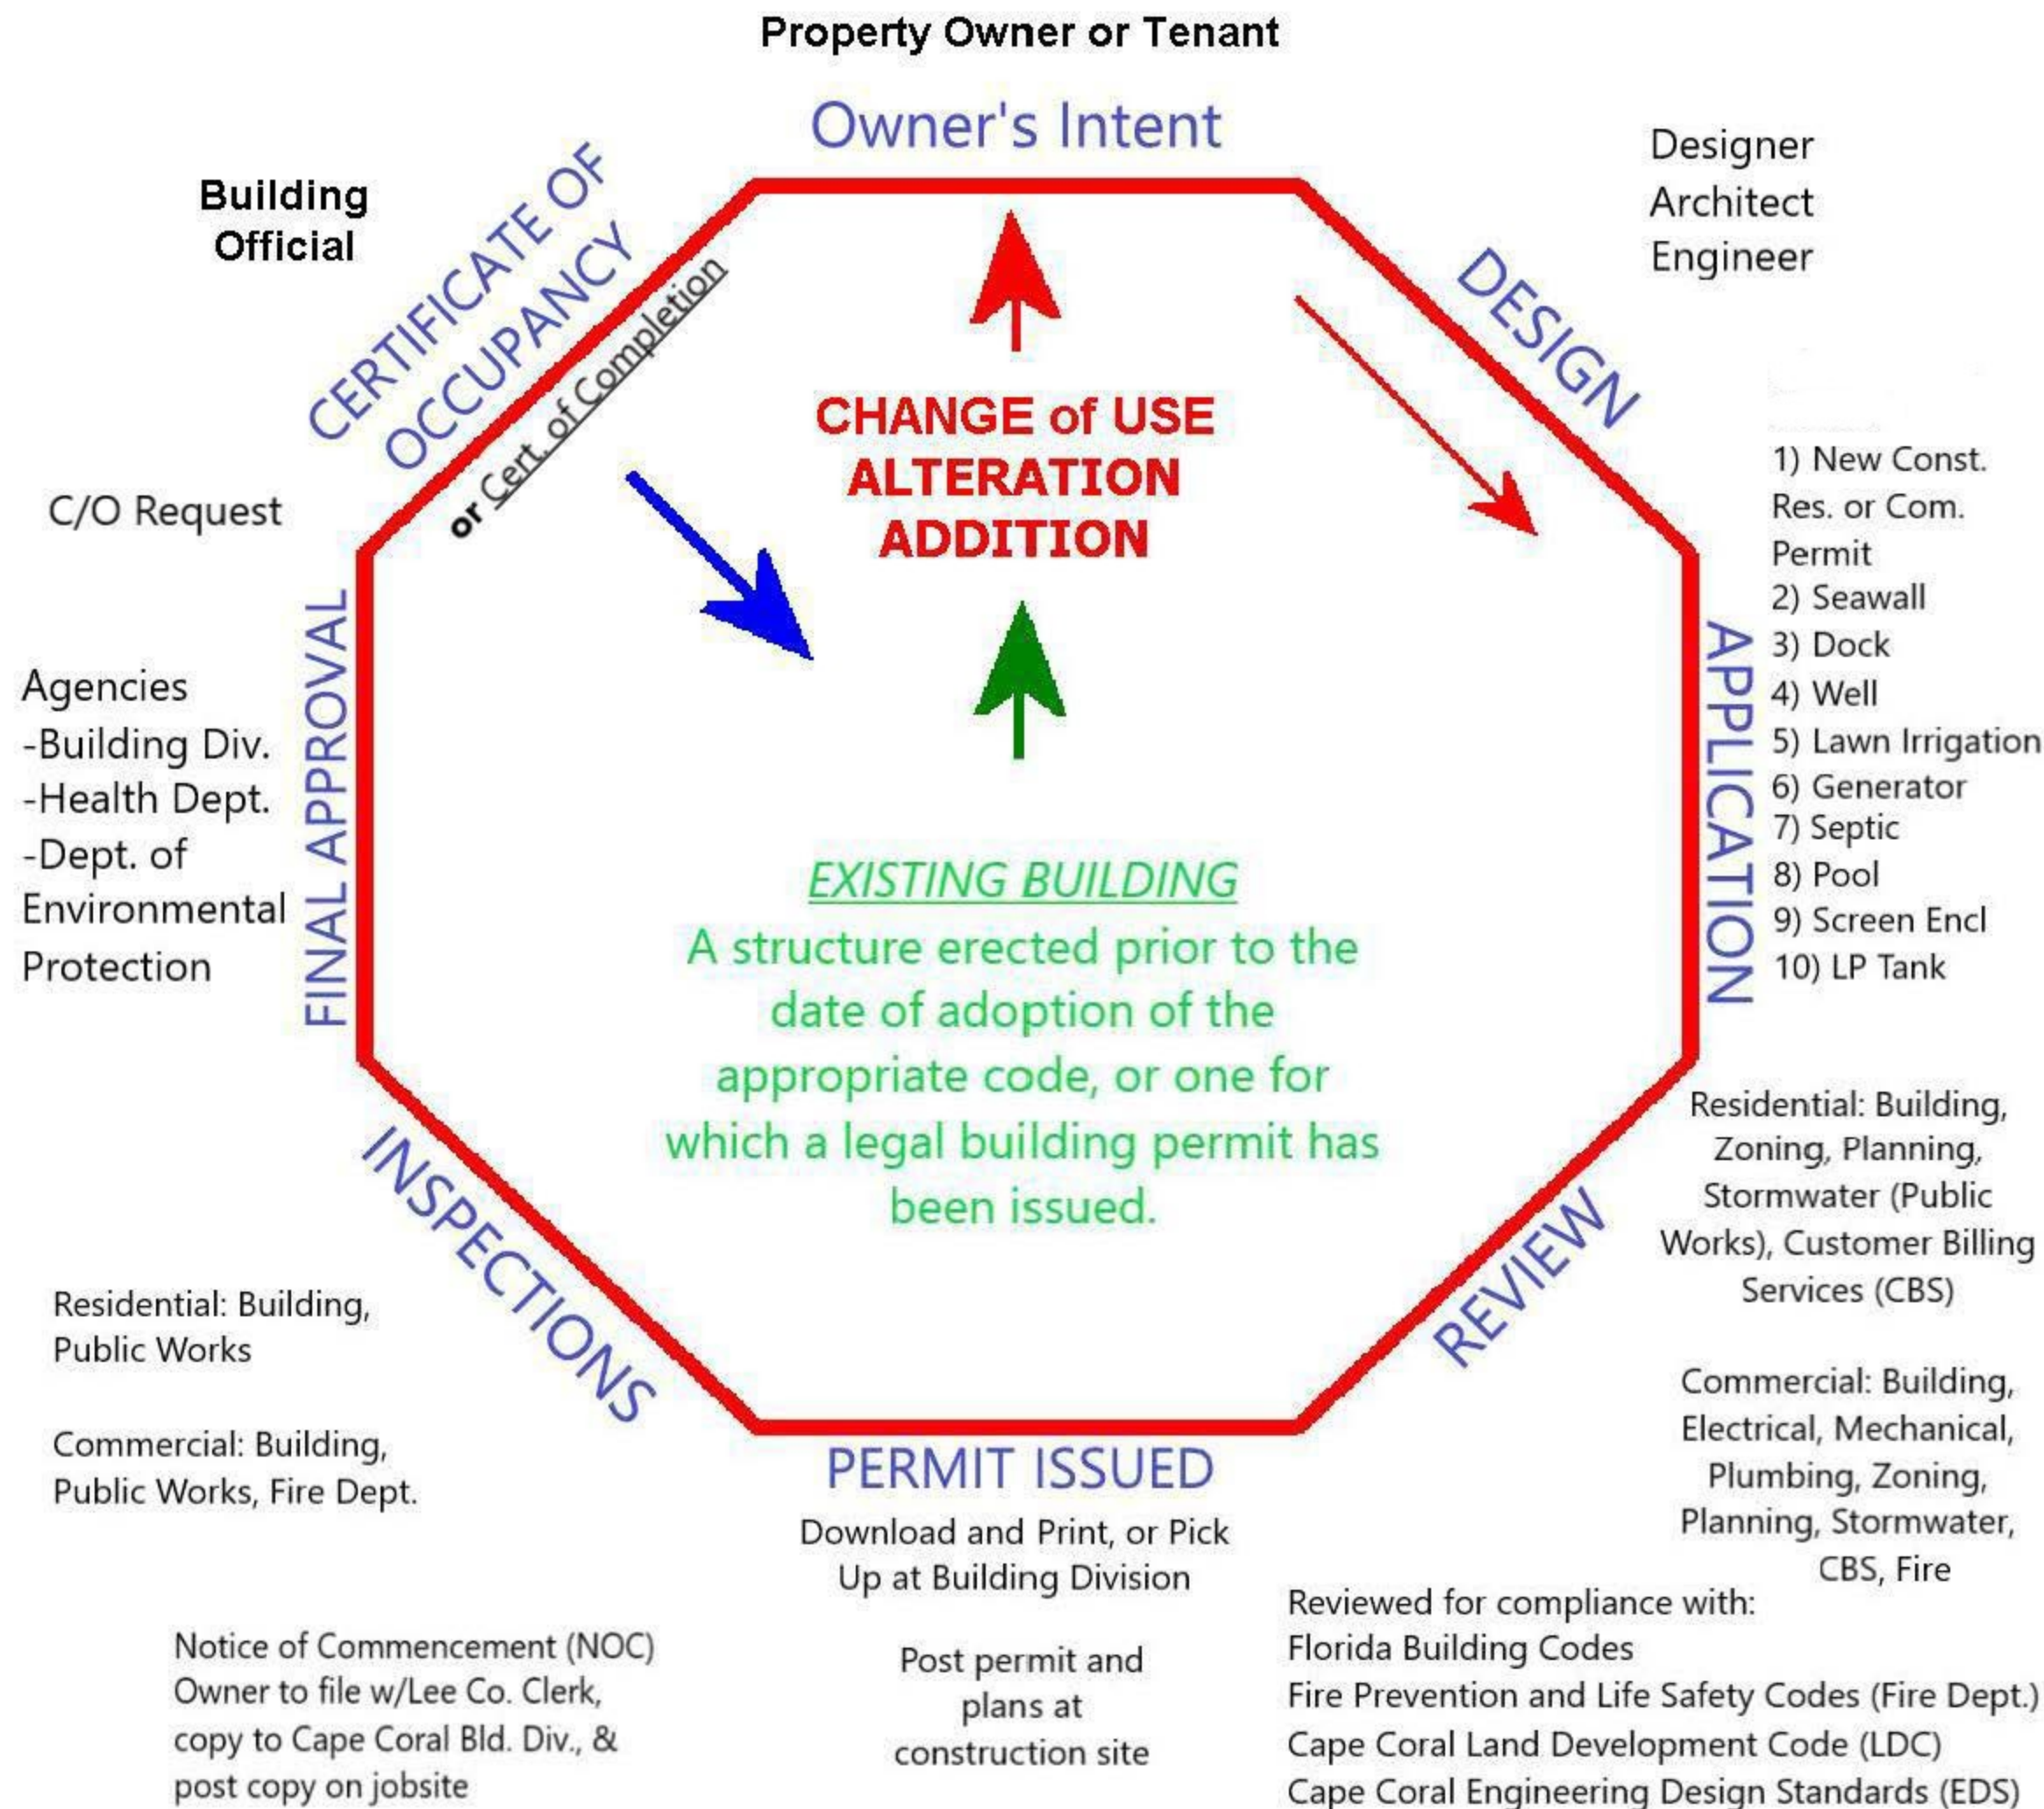 Property Owner or Tenant
Owner's Intent
Designer
Architect
Engineer
DESIGN
1) New Const.
Res. or Com.
Permit
2) Seawall
3) Dock
4) Well
5) Lawn Irrigation
6) Generator
7) Septic
8) Pool
9) Screen Encl
10) LP Tank
APPLICATION
Residential: Building,
Zoning, Planning,
Stormwater (Public
Works), Customer Billing
Services (CBS)
REVIEW
Commercial: Building,
Electrical, Mechanical,
Plumbing, Zoning,
Planning, Stormwater,
CBS, Fire
Reviewed for compliance with:
Florida Building Codes
Fire Prevention and Life Safety Codes (Fire Dept.)
Cape Coral Land Development Code (LDC)
Cape Coral Engineering Design Standards (EDS)
PERMIT ISSUED
Download and Print, or Pick
Up at Building Division
Post permit and
plans at
construction site
Notice of Commencement (NOC)
Owner to file w/Lee Co. Clerk,
copy to Cape Coral Bld. Div., &
post copy on jobsite
INSPECTIONS
Residential: Building,
Public Works
Commercial: Building,
Public Works, Fire Dept.
FINAL APPROVAL
Agencies
-Building Div.
-Health Dept.
-Dept. of
Environmental
Protection
C/O Request
Building
Official
CERTIFICATE OF
OCCUPANCY
or Cert. of Completion
CHANGE of USE
ALTERATION
ADDITION
EXISTING BUILDING
A structure erected prior to the
date of adoption of the
appropriate code, or one for
which a legal building permit has
been issued.